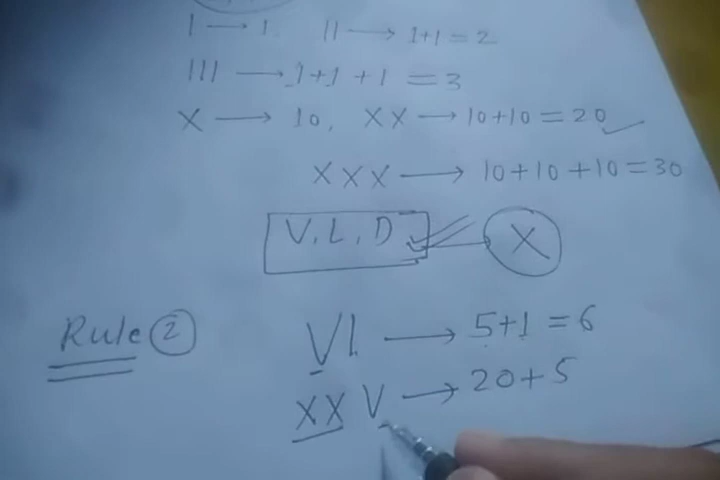 I → 1. II → 1+1=2
III → 1+1+1=3
X → 10, XX → 10+10=20
XXX → 10+10+10=30
V, L, D X
Rule 2 VI → 5+1=6
XXV → 20+5